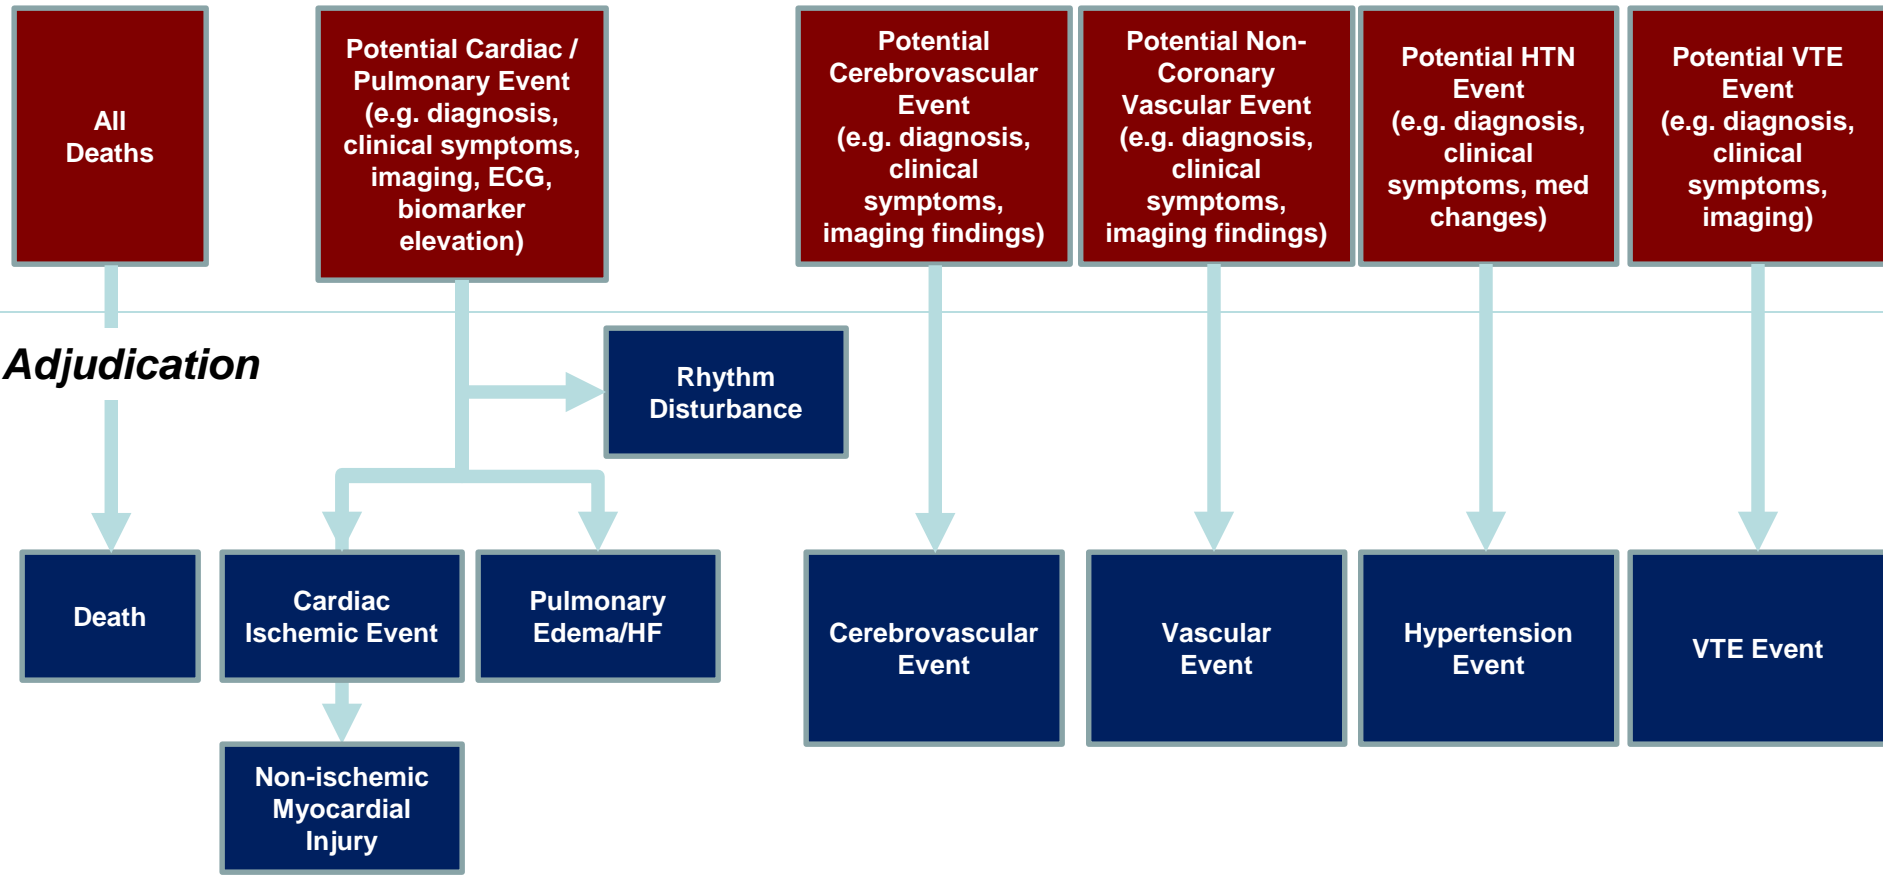 All
Deaths
Potential Cardiac /
Pulmonary Event
(e.g. diagnosis,
clinical symptoms,
imaging, ECG,
biomarker
elevation)
Potential
Cerebrovascular
Event
(e.g. diagnosis,
clinical
symptoms,
imaging findings)
Potential Non-
Coronary
Vascular Event
(e.g. diagnosis,
clinical
symptoms,
imaging findings)
Potential HTN
Event
(e.g. diagnosis,
clinical
symptoms, med
changes)
Potential VTE
Event
(e.g. diagnosis,
clinical
symptoms,
imaging)
Adjudication
Rhythm
Disturbance
Death
Cardiac
Ischemic Event
Pulmonary
Edema/HF
Cerebrovascular
Event
Vascular
Event
Hypertension
Event
VTE Event
Non-ischemic
Myocardial
Injury